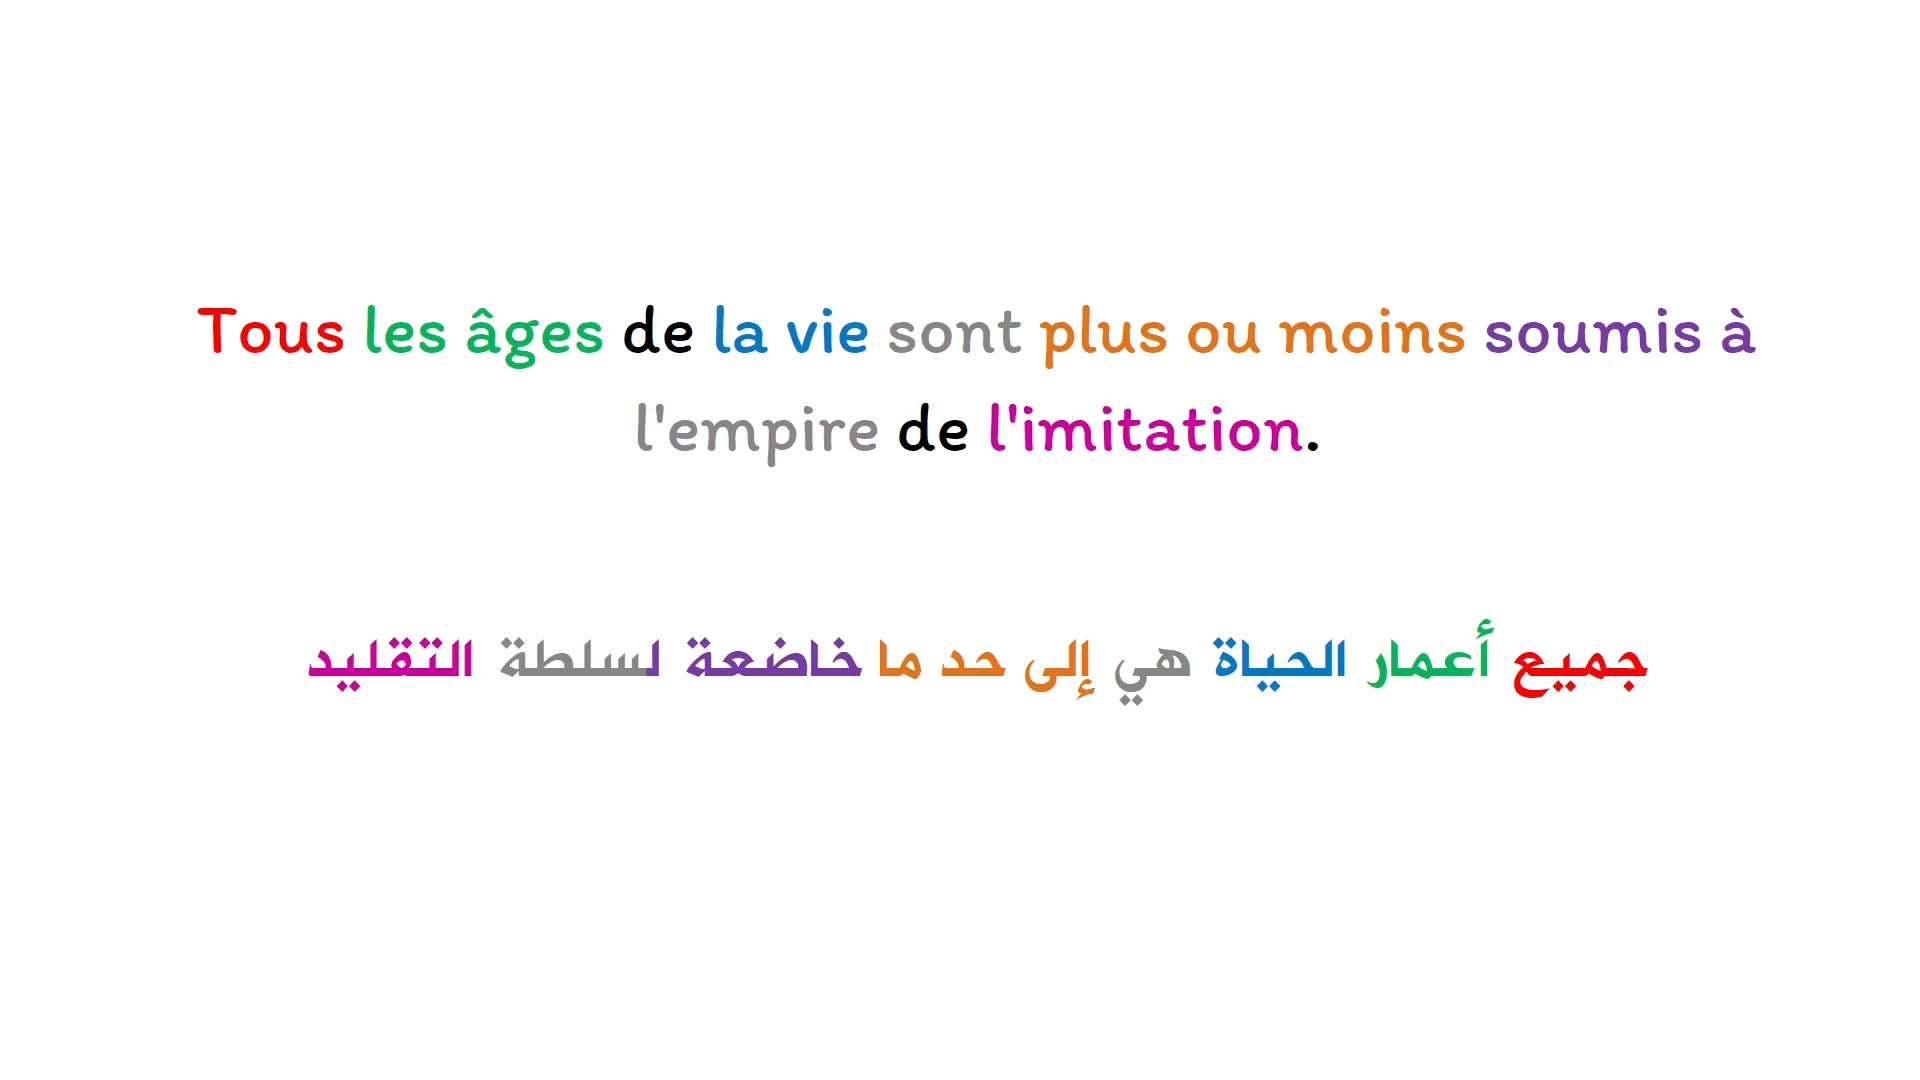 Tous les âges de la vie sont plus ou moins soumis à
l'empire de l'imitation.
جميع أعمار الحياة هي إلى حد ما خاضعة لسلطة التقليد